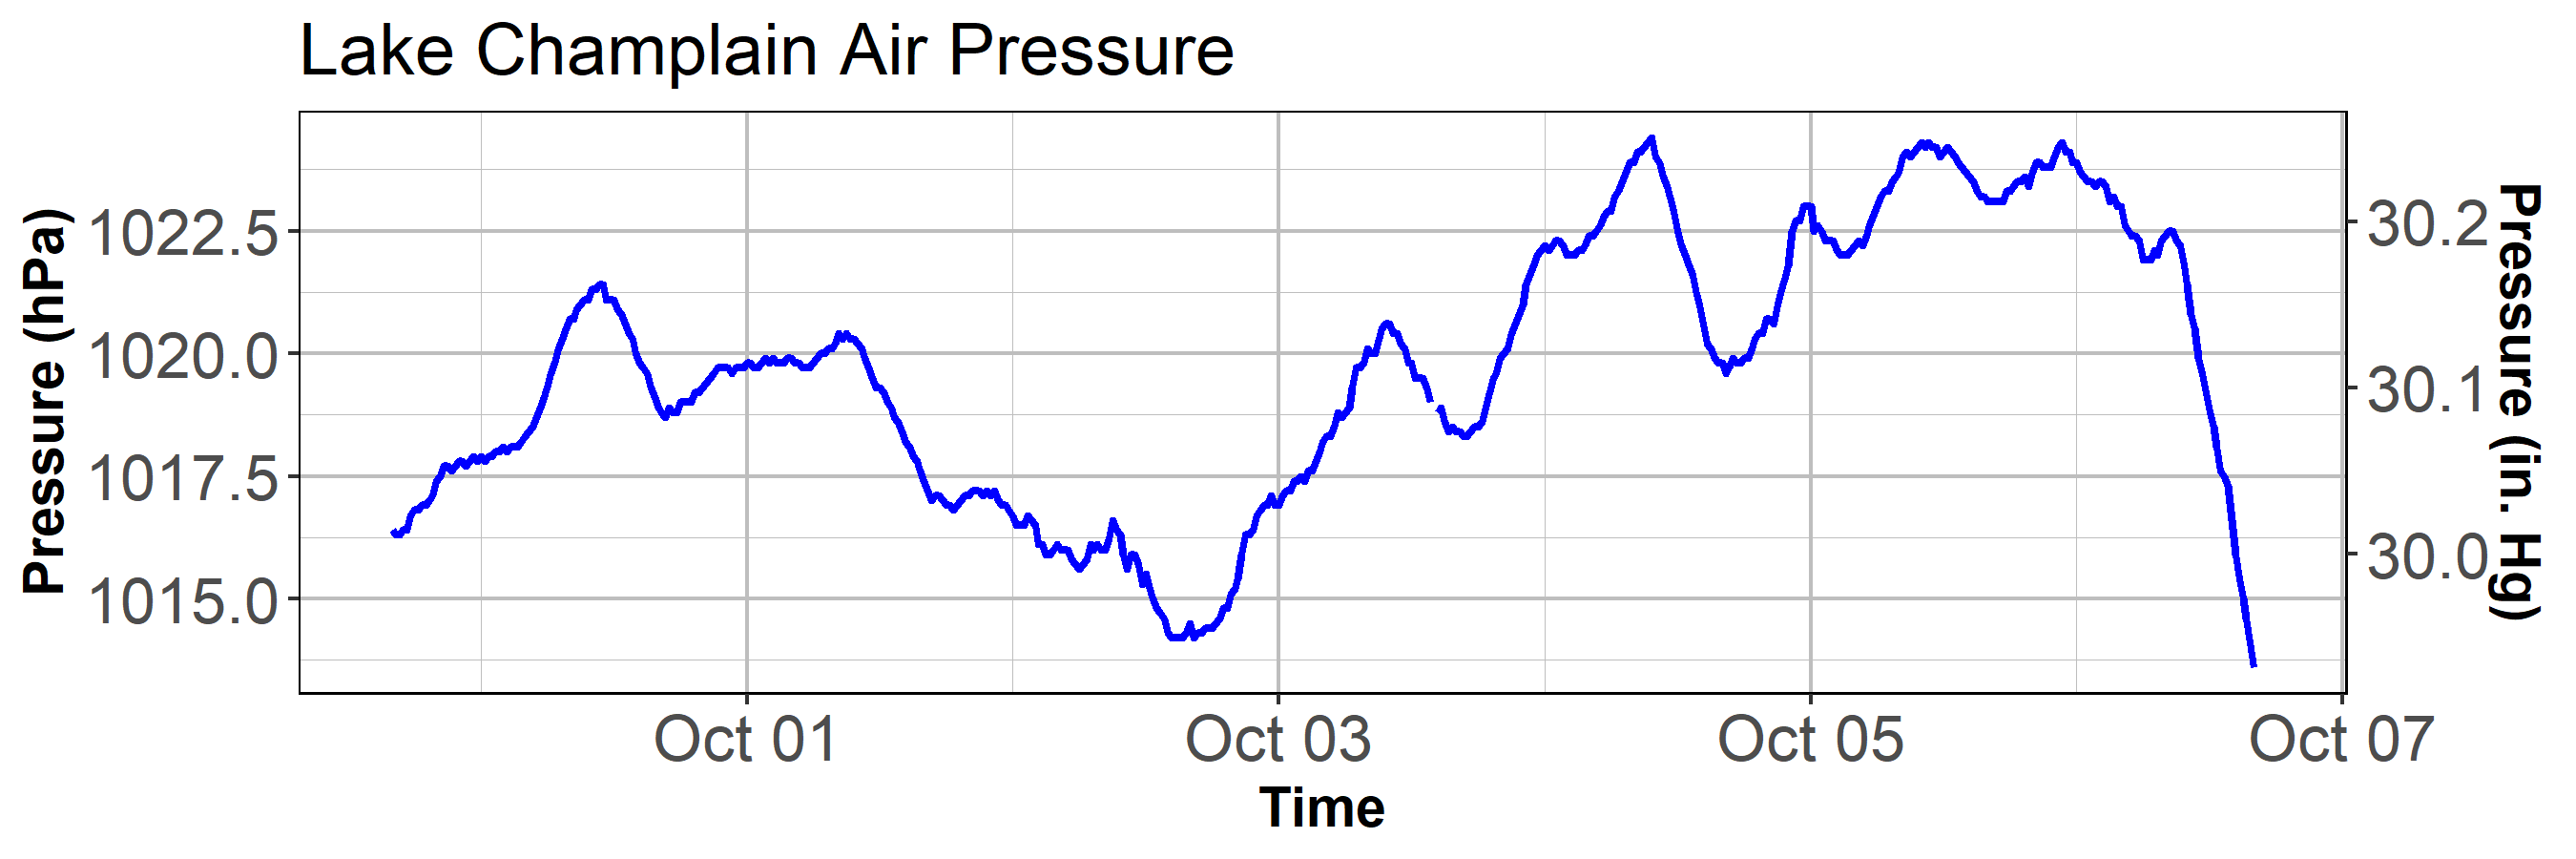 Lake Champlain Air Pressure
Pressure (hPa)
1022.5
1020.0
1017.5
1015.0
30.2
30.1
30.0
Pressure (in. Hg)
Oct 01 Oct 03 Oct 05 Oct 07
Time